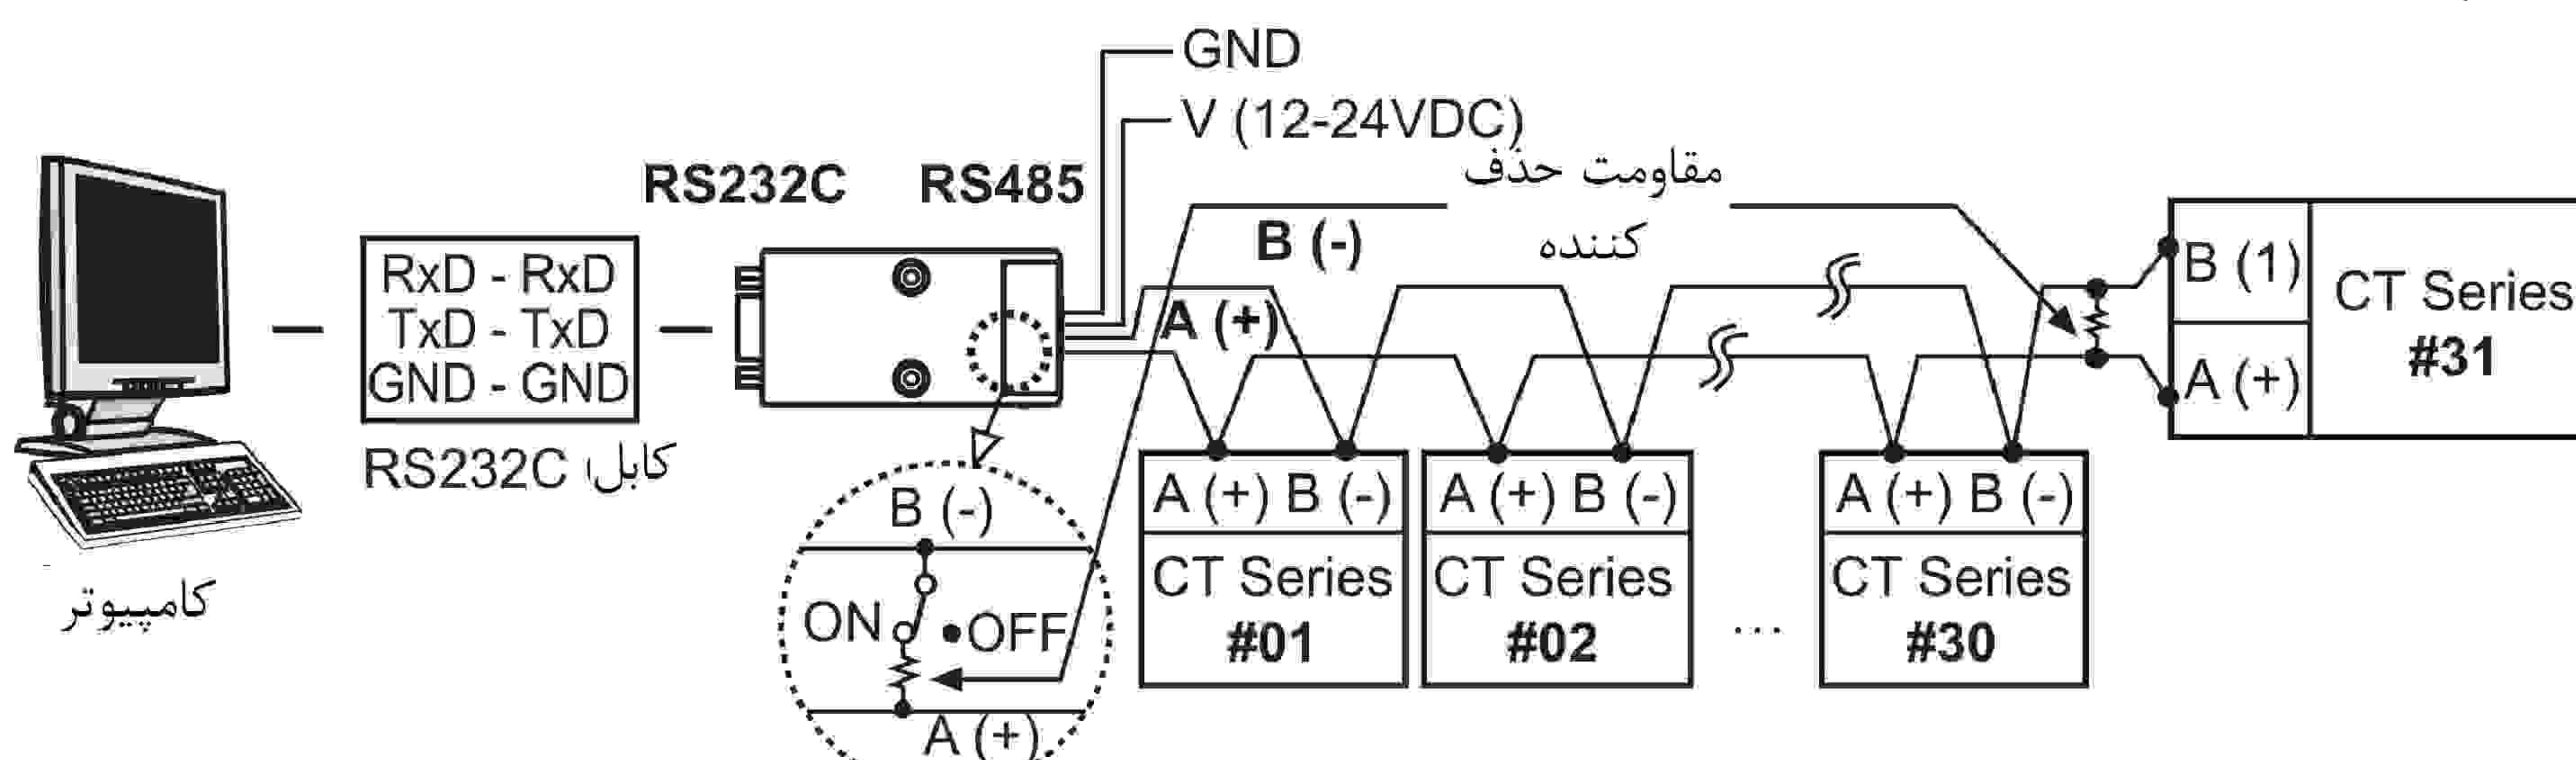 GND
V (12-24VDC)
RS232C RS485
مقاومت حذف
کننده
B (-)
A (+)
RxD - RxD
TxD - TxD
GND - GND
کابل RS232C
کامپیوتر
B (-)
ON OFF
A (+)
A (+) B (-)
CT Series
#01
A (+) B (-)
CT Series
#02
...
A (+) B (-)
CT Series
#30
B (1)
A (+)
CT Series
#31